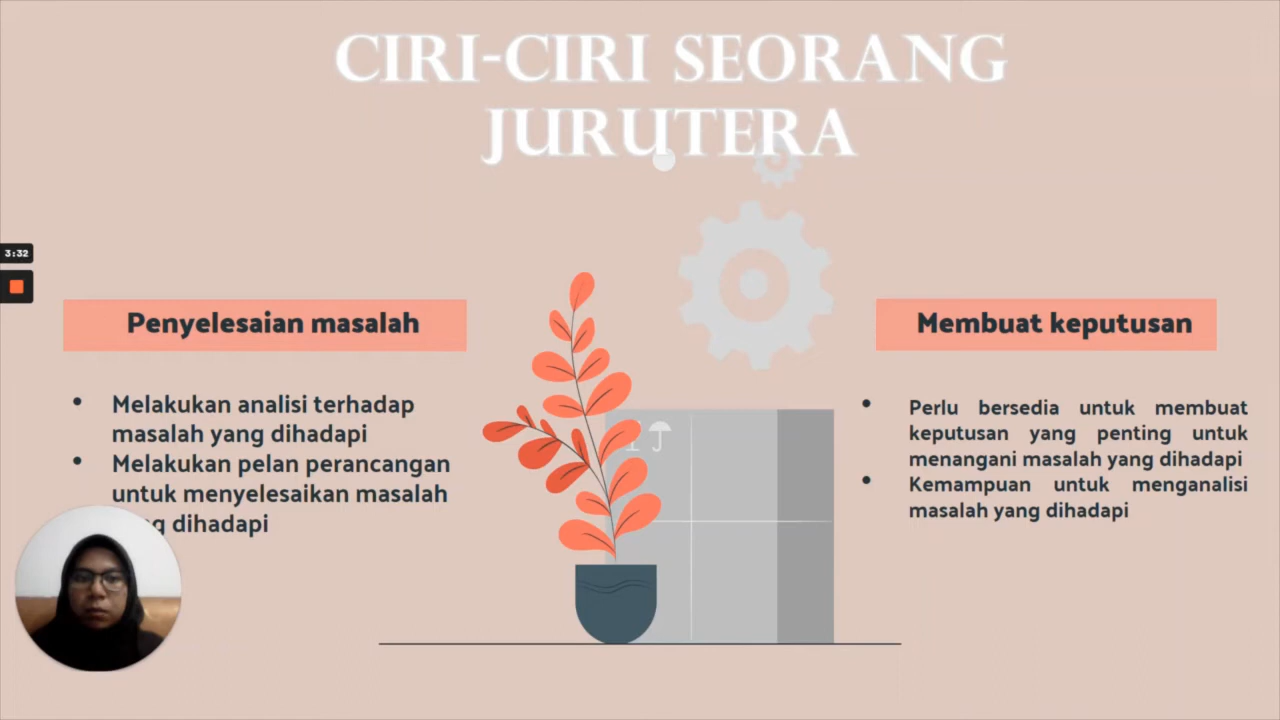 CIRI-CIRI SEORANG
JURUTERA
3:32
Penyelesaian masalah
• Melakukan analisi terhadap
masalah yang dihadapi
• Melakukan pelan perancangan
untuk menyelesaikan masalah
dihadapi
Membuat keputusan
• Perlu bersedia untuk membuat
keputusan yang penting untuk
menangani masalah yang dihadapi
• Kemampuan untuk menganalisi
masalah yang dihadapi